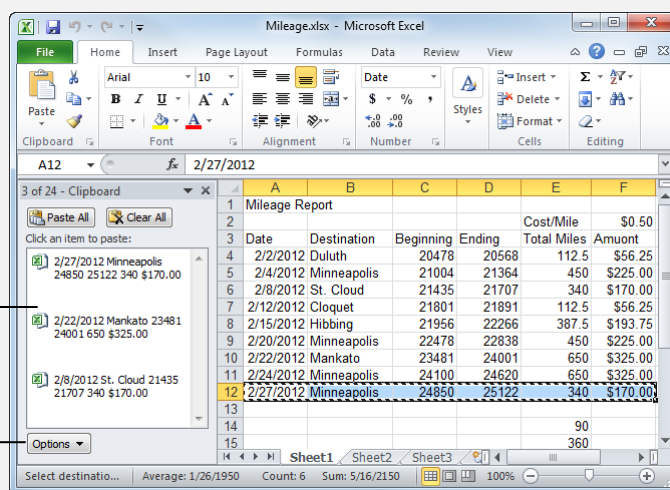 Mileage.xlsx - Microsoft Excel
File Home Insert Page Layout Formulas Data Review View
Paste
Arial 10
B I U
A A
A
Date
$ % ,
.00
Styles
Insert
Delete
Format
Σ
Clipboard Font Alignment Number Cells Editing
A12 fx 2/27/2012
3 of 24 - Clipboard
Paste All Clear All
Click an item to paste:
2/27/2012 Minneapolis
24850 25122 340 $170.00
2/22/2012 Mankato 23481
24001 650 $325.00
2/8/2012 St. Cloud 21435
21707 340 $170.00
Options
A B C D E F
1 Mileage Report
2 Cost/Mile $0.50
3 Date Destination Beginning Ending Total Miles Amuont
4 2/2/2012 Duluth 20478 20568 112.5 $56.25
5 2/4/2012 Minneapolis 21004 21364 450 $225.00
6 2/8/2012 St. Cloud 21435 21707 340 $170.00
7 2/12/2012 Cloquet 21801 21891 112.5 $56.25
8 2/15/2012 Hibbing 21956 22266 387.5 $193.75
9 2/20/2012 Minneapolis 22478 22838 450 $225.00
10 2/22/2012 Mankato 23481 24001 650 $325.00
11 2/24/2012 Minneapolis 24100 24620 650 $325.00
12 2/27/2012 Minneapolis 24850 25122 340 $170.00
13
14 90
15 360
Sheet1 Sheet2 Sheet3
Select destinatio... Average: 1/26/1950 Count: 6 Sum: 5/16/2150 100%